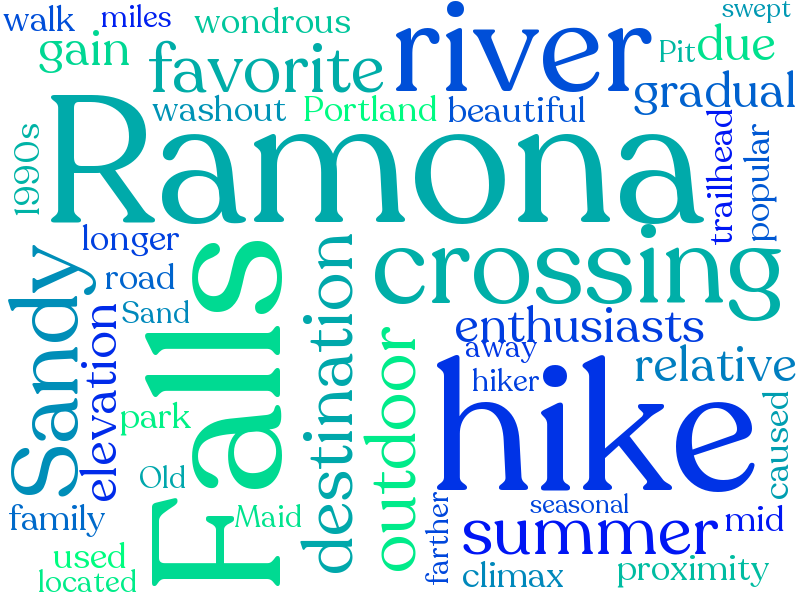 walk
miles
wondrous
river
swept
gain
favorite
Pit
due
washout
Portland
beautiful
gradual
1990s
Ramona
trailhead
popular
longer
Sandy
road
Falls
destination
crossing
Sand
elevation
enthusiasts
away
hiker
relative
outdoor
park
hike
caused
Old
family
Maid
farther
seasonal
summer
mid
used
located
climax
proximity